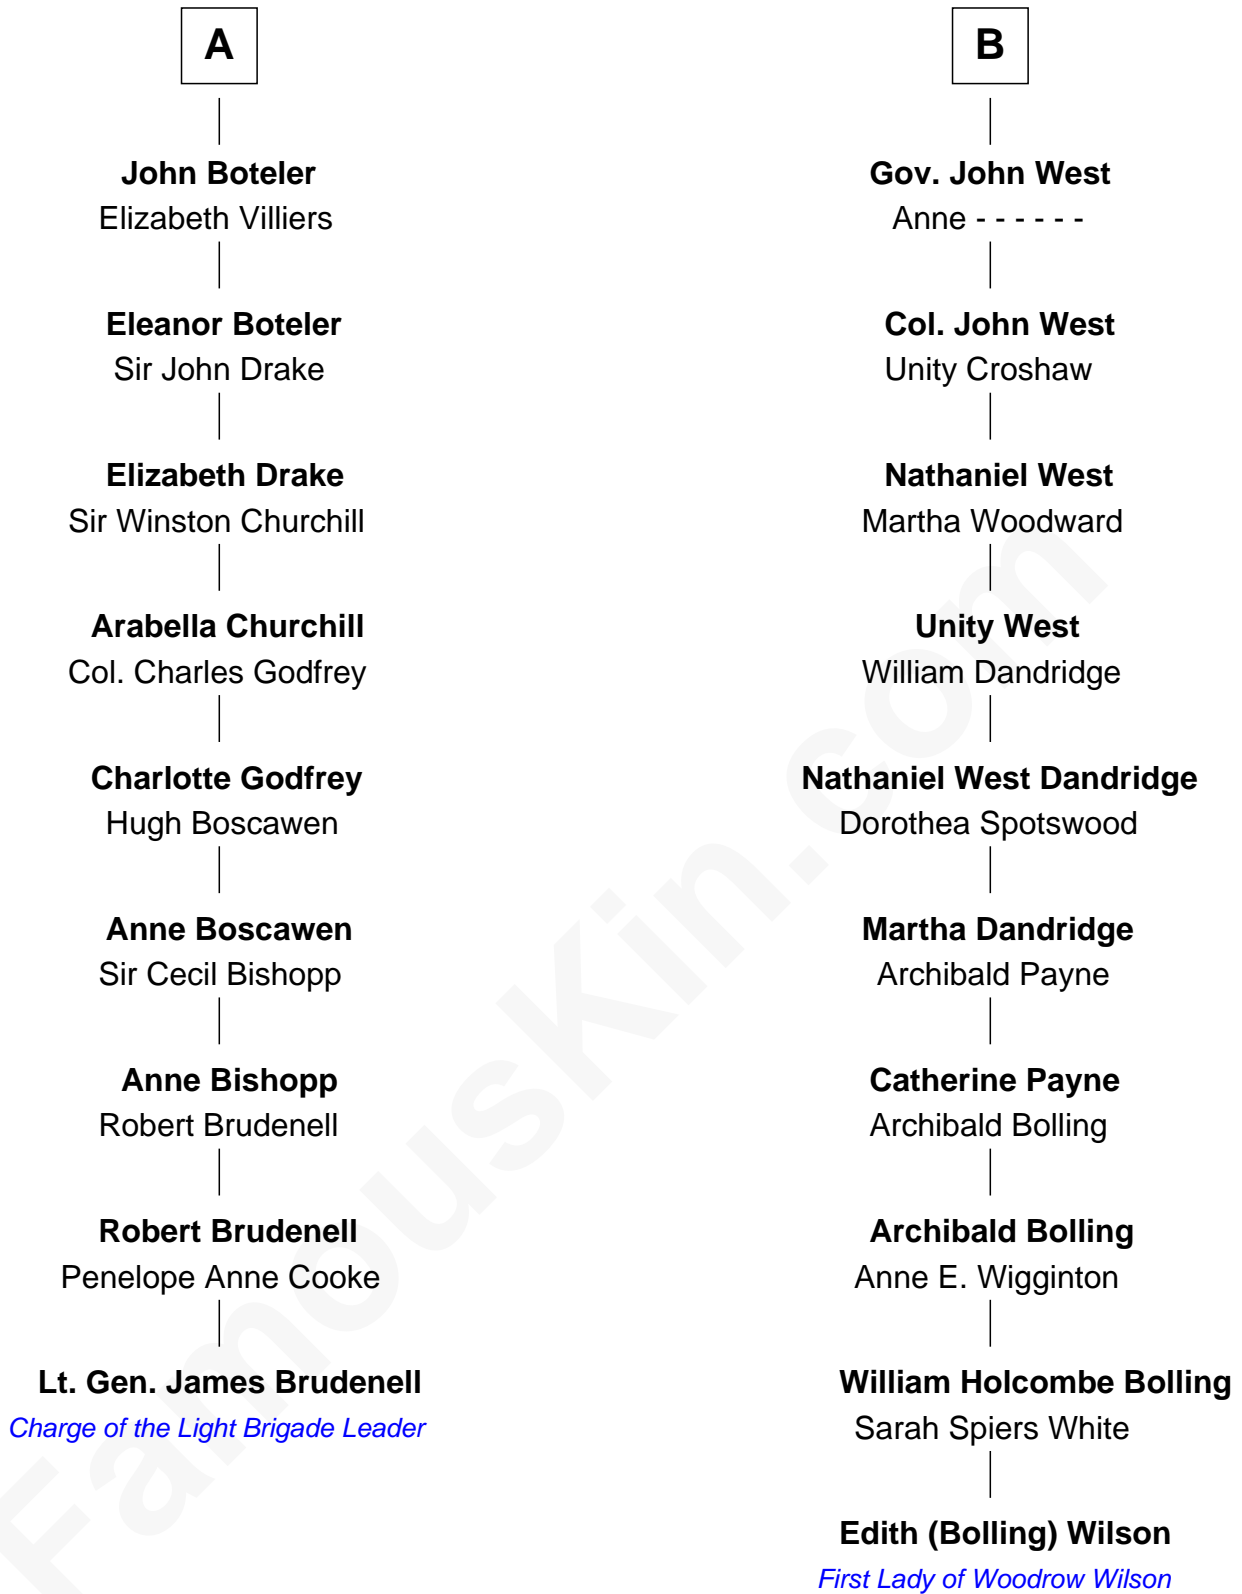 A
John Boteler
Elizabeth Villiers
Eleanor Boteler
Sir John Drake
Elizabeth Drake
Sir Winston Churchill
Arabella Churchill
Col. Charles Godfrey
Charlotte Godfrey
Hugh Boscawen
Anne Boscawen
Sir Cecil Bishopp
Anne Bishopp
Robert Brudenell
Robert Brudenell
Penelope Anne Cooke
Lt. Gen. James Brudenell
Charge of the Light Brigade Leader
B
Gov. John West
Anne - - - - - -
Col. John West
Unity Croshaw
Nathaniel West
Martha Woodward
Unity West
William Dandridge
Nathaniel West Dandridge
Dorothea Spotswood
Martha Dandridge
Archibald Payne
Catherine Payne
Archibald Bolling
Archibald Bolling
Anne E. Wigginton
William Holcombe Bolling
Sarah Spiers White
Edith (Bolling) Wilson
First Lady of Woodrow Wilson
FamousKin.com